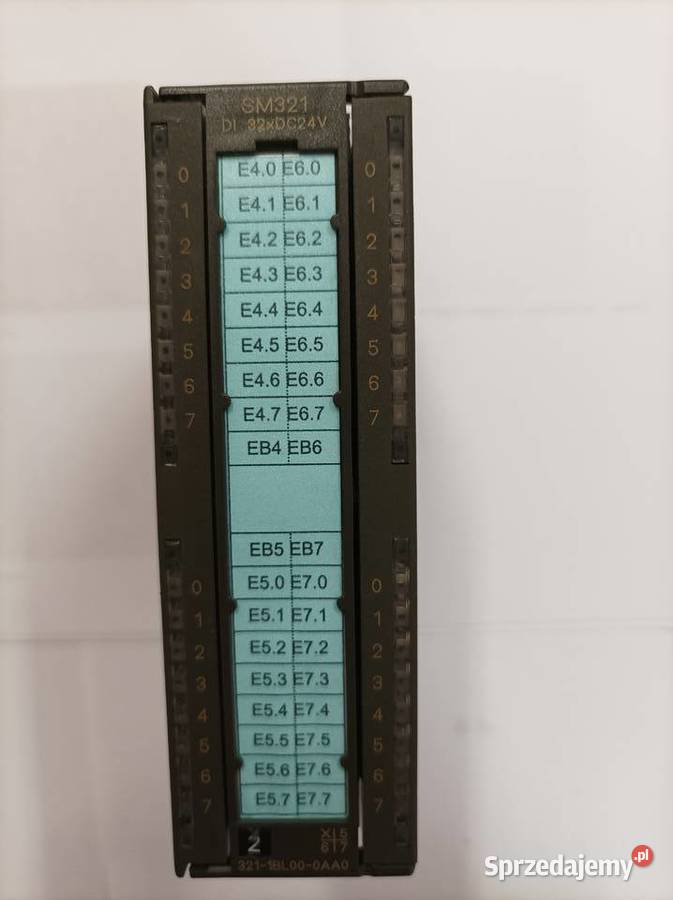 SM321
DI 32xDC24V
E4.0 E6.0
0 0
E4.1 E6.1
1 1
E4.2 E6.2
2 2
E4.3 E6.3
3 3
E4.4 E6.4
4 4
E4.5 E6.5
5 5
E4.6 E6.6
6 6
E4.7 E6.7
7 7
EB4 EB6
EB5 EB7
E5.0 E7.0
0 0
E5.1 E7.1
1 1
E5.2 E7.2
2 2
E5.3 E7.3
3 3
E5.4 E7.4
4 4
E5.5 E7.5
5 5
E5.6 E7.6
6 6
E5.7 E7.7
7 7
X 5
2
6 7
321-1BL00-0AA0
Sprzedajemy.pl